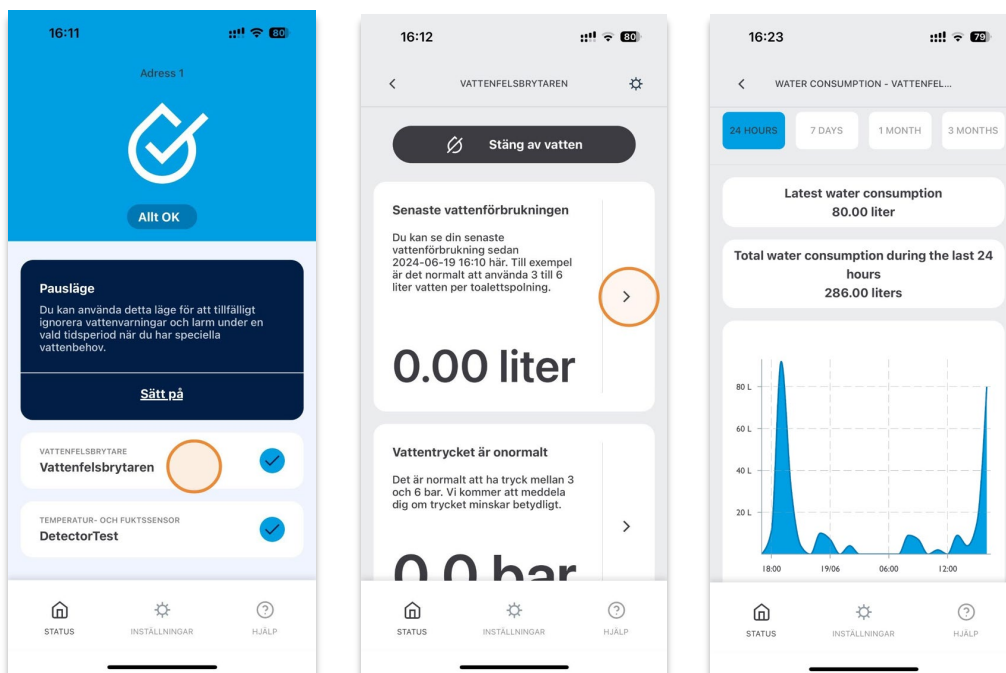 16:11
80
Adress 1
Allt OK
Pausläge
Du kan använda detta läge för att tillfälligt
ignorera vattenvarningar och larm under en
vald tidsperiod när du har speciella
vattenbehov.
Sätt på
VATTENFELSBRYTARE
Vattenfelsbrytaren
TEMPERATUR- OCH FUKTSSENSOR
DetectorTest
STATUS
INSTÄLLNINGAR
HJÄLP
16:12
80
VATTENFELSBRYTAREN
Stäng av vatten
Senaste vattenförbrukningen
Du kan se din senaste
vattenförbrukning sedan
2024-06-19 16:10 här. Till exempel
är det normalt att använda 3 till 6
liter vatten per toalettspolning.
0.00 liter
Vattentrycket är onormalt
Det är normalt att ha tryck mellan 3
och 6 bar. Vi kommer att meddela
dig om trycket minskar betydligt.
0.0 bar
STATUS
INSTÄLLNINGAR
HJÄLP
16:23
79
WATER CONSUMPTION - VATTENFEL...
24 HOURS
7 DAYS
1 MONTH
3 MONTHS
Latest water consumption
80.00 liter
Total water consumption during the last 24
hours
286.00 liters
80 L
60 L
40 L
20 L
18:00
19/06
06:00
12:00
STATUS
INSTÄLLNINGAR
HJÄLP